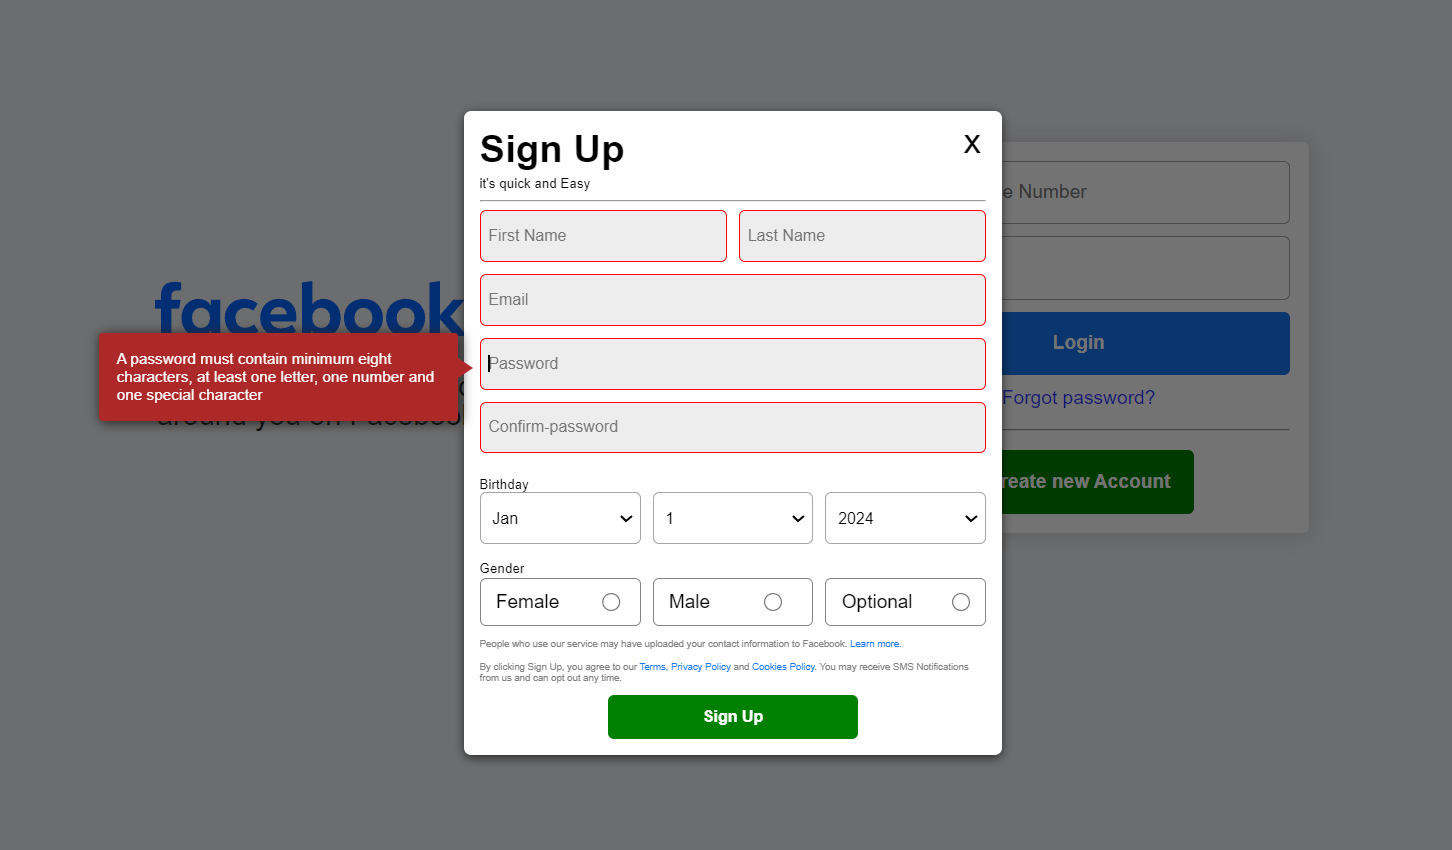 Sign Up
X
it's quick and Easy
First Name
Last Name
Email
Password
Confirm-password
Birthday
Jan
1
2024
Gender
Female
Male
Optional
People who use our service may have uploaded your contact information to Facebook. Learn more.
By clicking Sign Up, you agree to our Terms, Privacy Policy and Cookies Policy. You may receive SMS Notifications
from us and can opt out any time.
Sign Up
facebook
A password must contain minimum eight
characters, at least one letter, one number and
one special character
around you on
Number
Login
Forgot password?
new Account